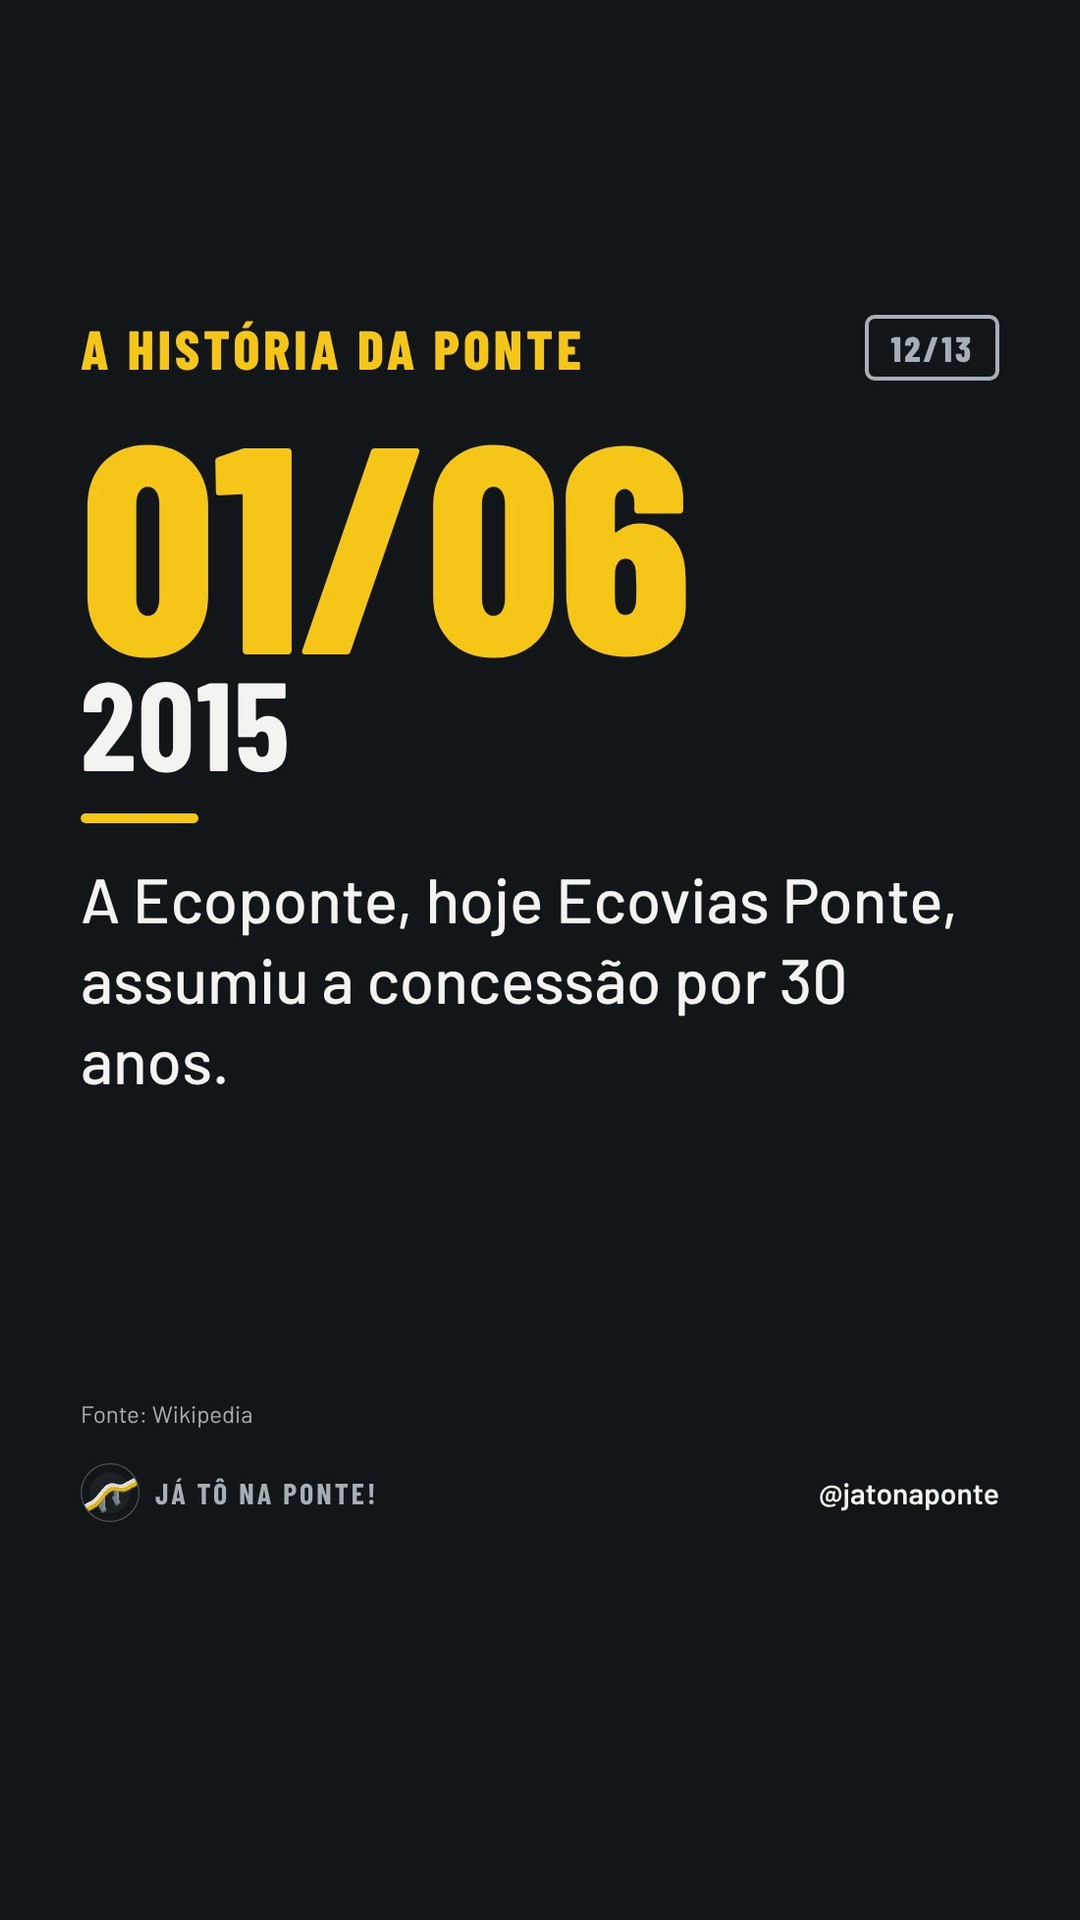 A HISTÓRIA DA PONTE
12/13
01/06
2015
A Ecoponte, hoje Ecovias Ponte,
assumiu a concessão por 30
anos.
Fonte: Wikipedia
JÁ TÔ NA PONTE!
@jatonaponte